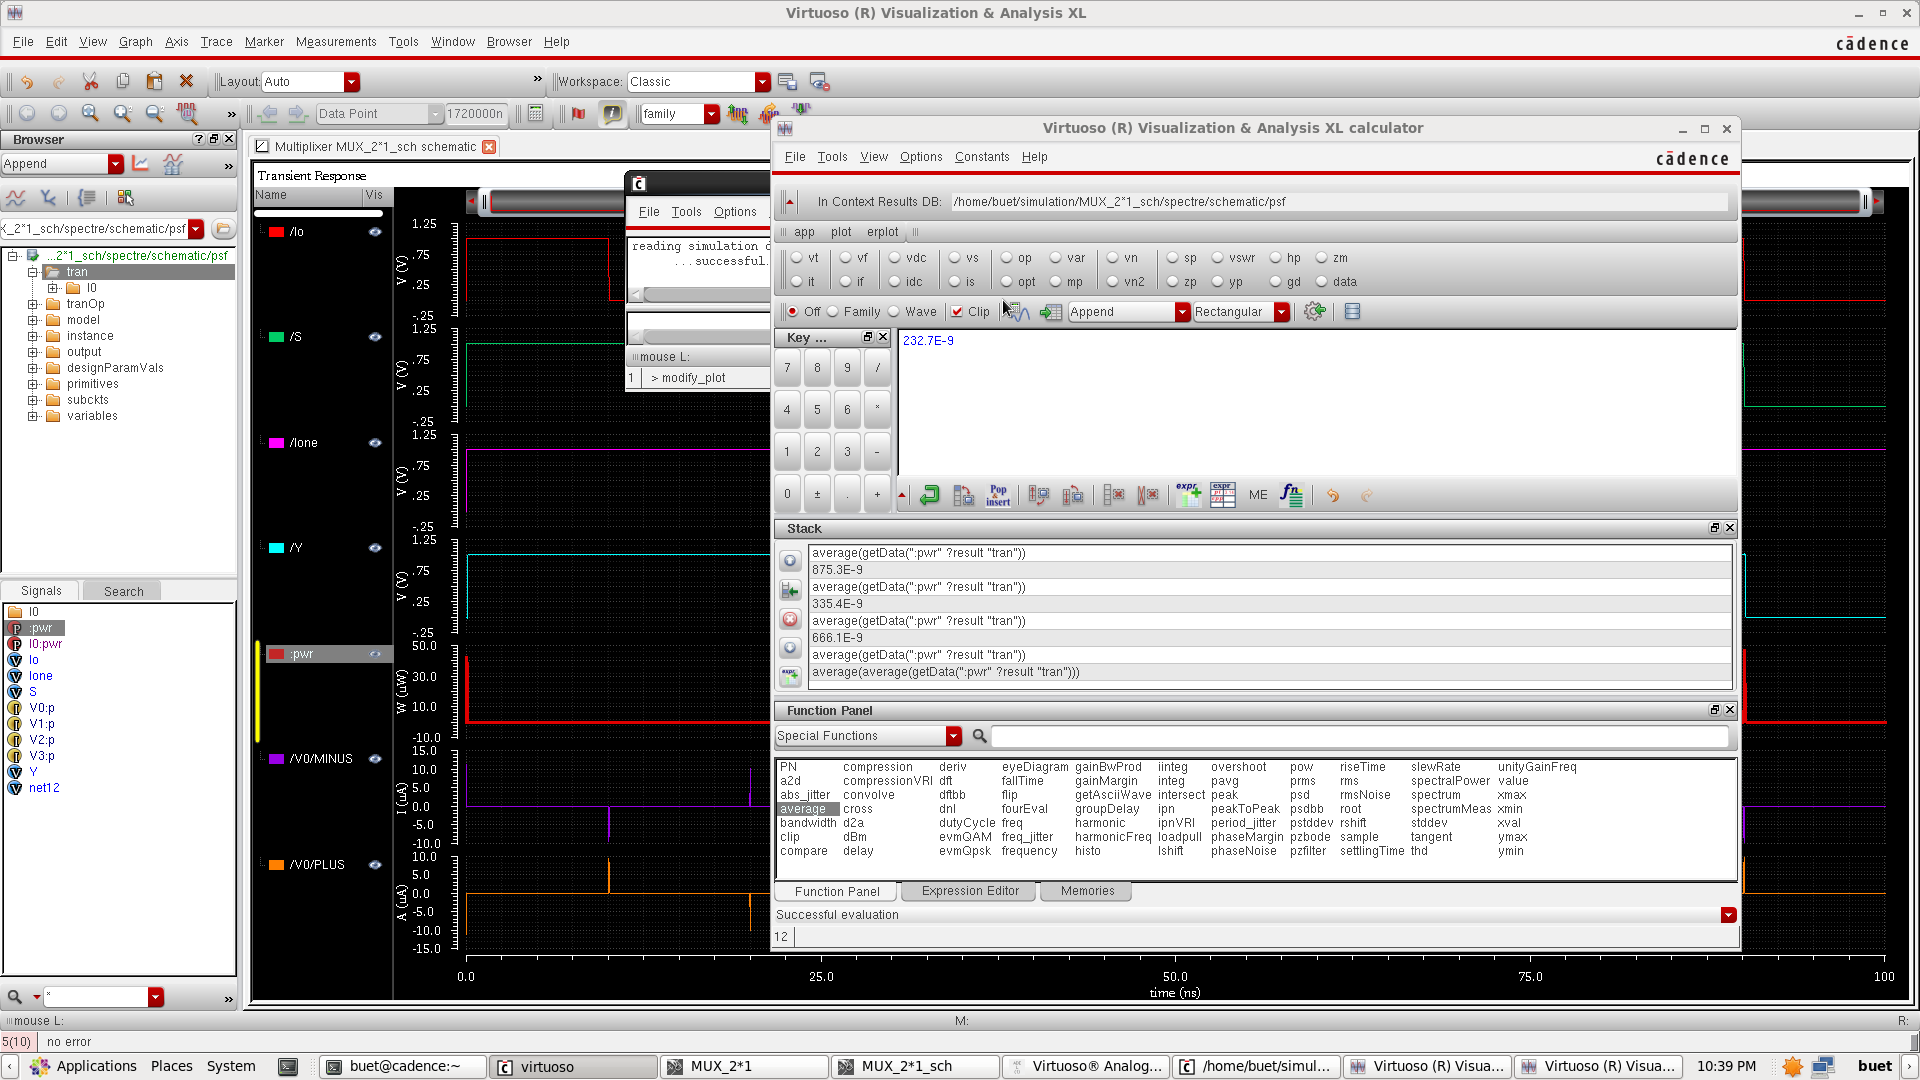 Virtuoso (R) Visualization & Analysis XL
File Edit View Graph Axis Trace Marker Measurements Tools Window Browser Help
cādence
Layout: Auto
» Workspace: Classic
» Data Point 1720000n family
Browser
Append
Multiplixer MUX_2*1_sch schematic
Transient Response
Name Vis
(_2*1_sch/spectre/schematic/psf
...2*1_sch/spectre/schematic/psf
tran
I0
tranOp
model
instance
output
designParamVals
primitives
subckts
variables
Signals Search
I0
:pwr
I0:pwr
Io
Ione
S
V0:p
V1:p
V2:p
V3:p
Y
net12
*
»
/Io
V (V)
1.25
.75
.25
-.25
/S
V (V)
1.25
.75
.25
-.25
/Ione
V (V)
1.25
.75
.25
-.25
/Y
V (V)
1.25
.75
.25
-.25
:pwr
W (uW)
50.0
30.0
10.0
-10.0
/V0/MINUS
I (uA)
15.0
10.0
5.0
0.0
-5.0
-10.0
/V0/PLUS
A (uA)
10.0
5.0
0.0
-5.0
-10.0
-15.0
0.0 25.0 50.0 75.0 100
time (ns)
File Tools Options
reading simulation d
...successful.
mouse L:
1 > modify_plot
Virtuoso (R) Visualization & Analysis XL calculator
File Tools View Options Constants Help
cādence
In Context Results DB: /home/buet/simulation/MUX_2*1_sch/spectre/schematic/psf
app plot erplot
vt vf vdc vs op var vn sp vswr hp zm
it if idc is opt mp vn2 zp yp gd data
Off Family Wave Clip Append Rectangular
Key ...
7 8 9 /
4 5 6 *
1 2 3 -
0 ± . +
232.7E-9
Pop insert
expr
expr
ME
fn
Stack
average(getData(":pwr" ?result "tran"))
875.3E-9
average(getData(":pwr" ?result "tran"))
335.4E-9
average(getData(":pwr" ?result "tran"))
666.1E-9
average(getData(":pwr" ?result "tran"))
average(average(getData(":pwr" ?result "tran")))
expr
Function Panel
Special Functions
PN compression deriv eyeDiagram gainBwProd iinteg overshoot pow riseTime slewRate unityGainFreq
a2d compressionVRI dft fallTime gainMargin integ pavg prms rms spectralPower value
abs_jitter convolve dftbb flip getAsciiWave intersect peak psd rmsNoise spectrum xmax
average cross dnl fourEval groupDelay ipn peakToPeak psdbb root spectrumMeas xmin
bandwidth d2a dutyCycle freq harmonic ipnVRI period_jitter pstddev rshift stddev xval
clip dBm evmQAM freq_jitter harmonicFreq loadpull phaseMargin pzbode sample tangent ymax
compare delay evmQpsk frequency histo lshift phaseNoise pzfilter settlingTime thd ymin
Function Panel Expression Editor Memories
Successful evaluation
12
mouse L: M: R:
5(10) no error
Applications Places System buet@cadence:~ virtuoso MUX_2*1 MUX_2*1_sch Virtuoso® Analog... /home/buet/simul... Virtuoso (R) Visua... Virtuoso (R) Visua... 10:39 PM buet